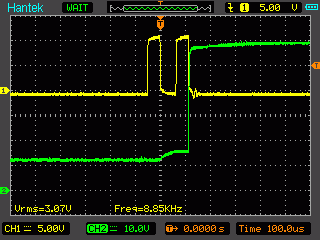 Hantek WAIT T 1 5.00 V
T
1
T
2
Vrms=3.07V Freq=8.85KHz
CH1 5.00V CH2 10.0V T 0.0000s Time 100.0us